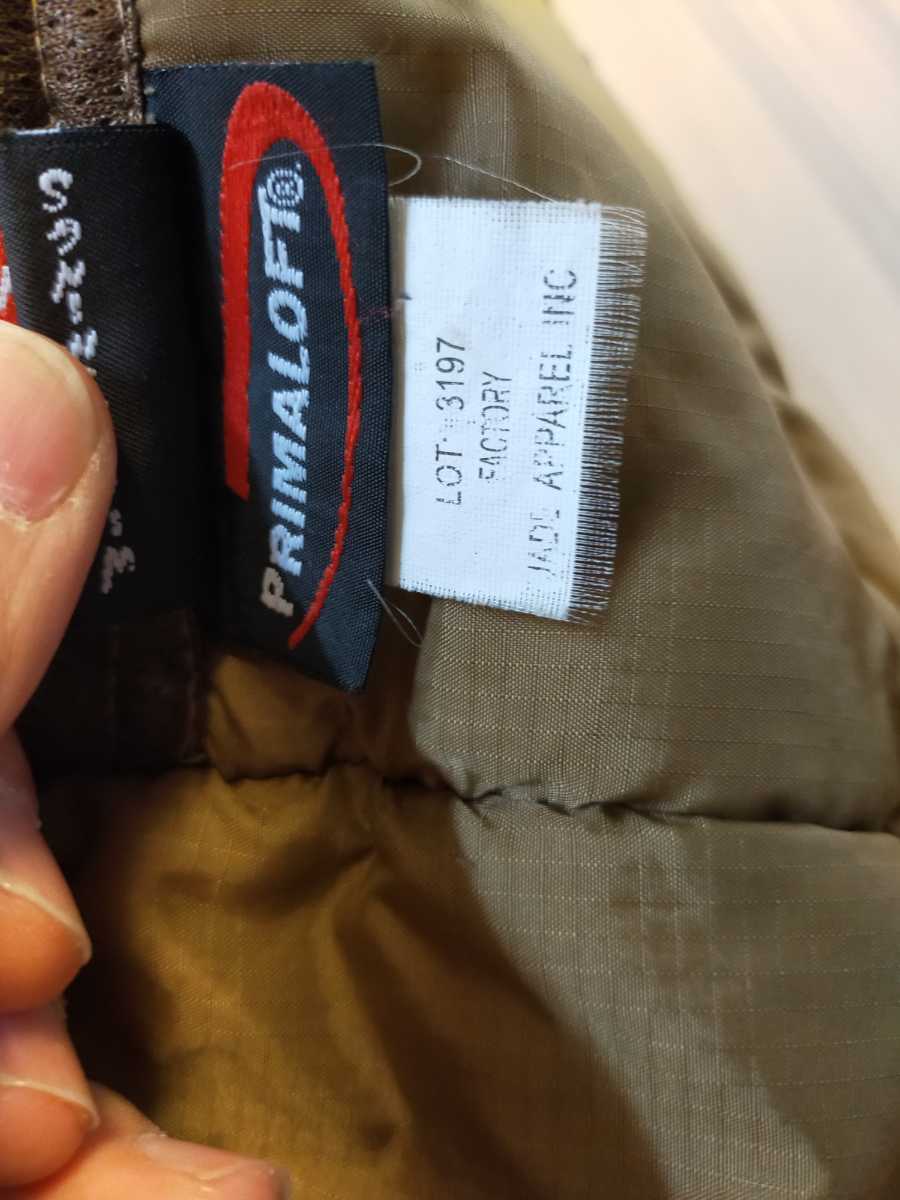 PRIMALOFT®
LOT: 3197
FACTORY
JADE APPAREL INC